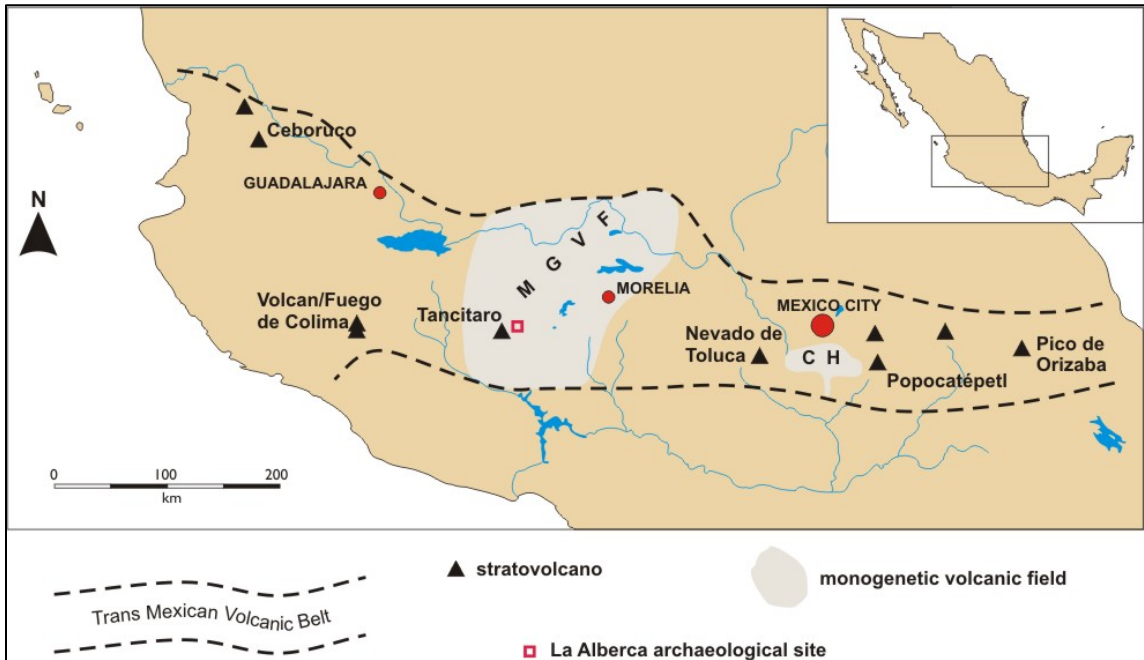 Ceboruco
GUADALAJARA
N
M G V F
MORELIA
Volcan/Fuego
de Colima
Tancitaro
MEXICO CITY
Nevado de
Toluca
C H
Pico de
Orizaba
Popocatépetl
0 100 200
km
Trans Mexican Volcanic Belt
stratovolcano
monogenetic volcanic field
La Alberca archaeological site